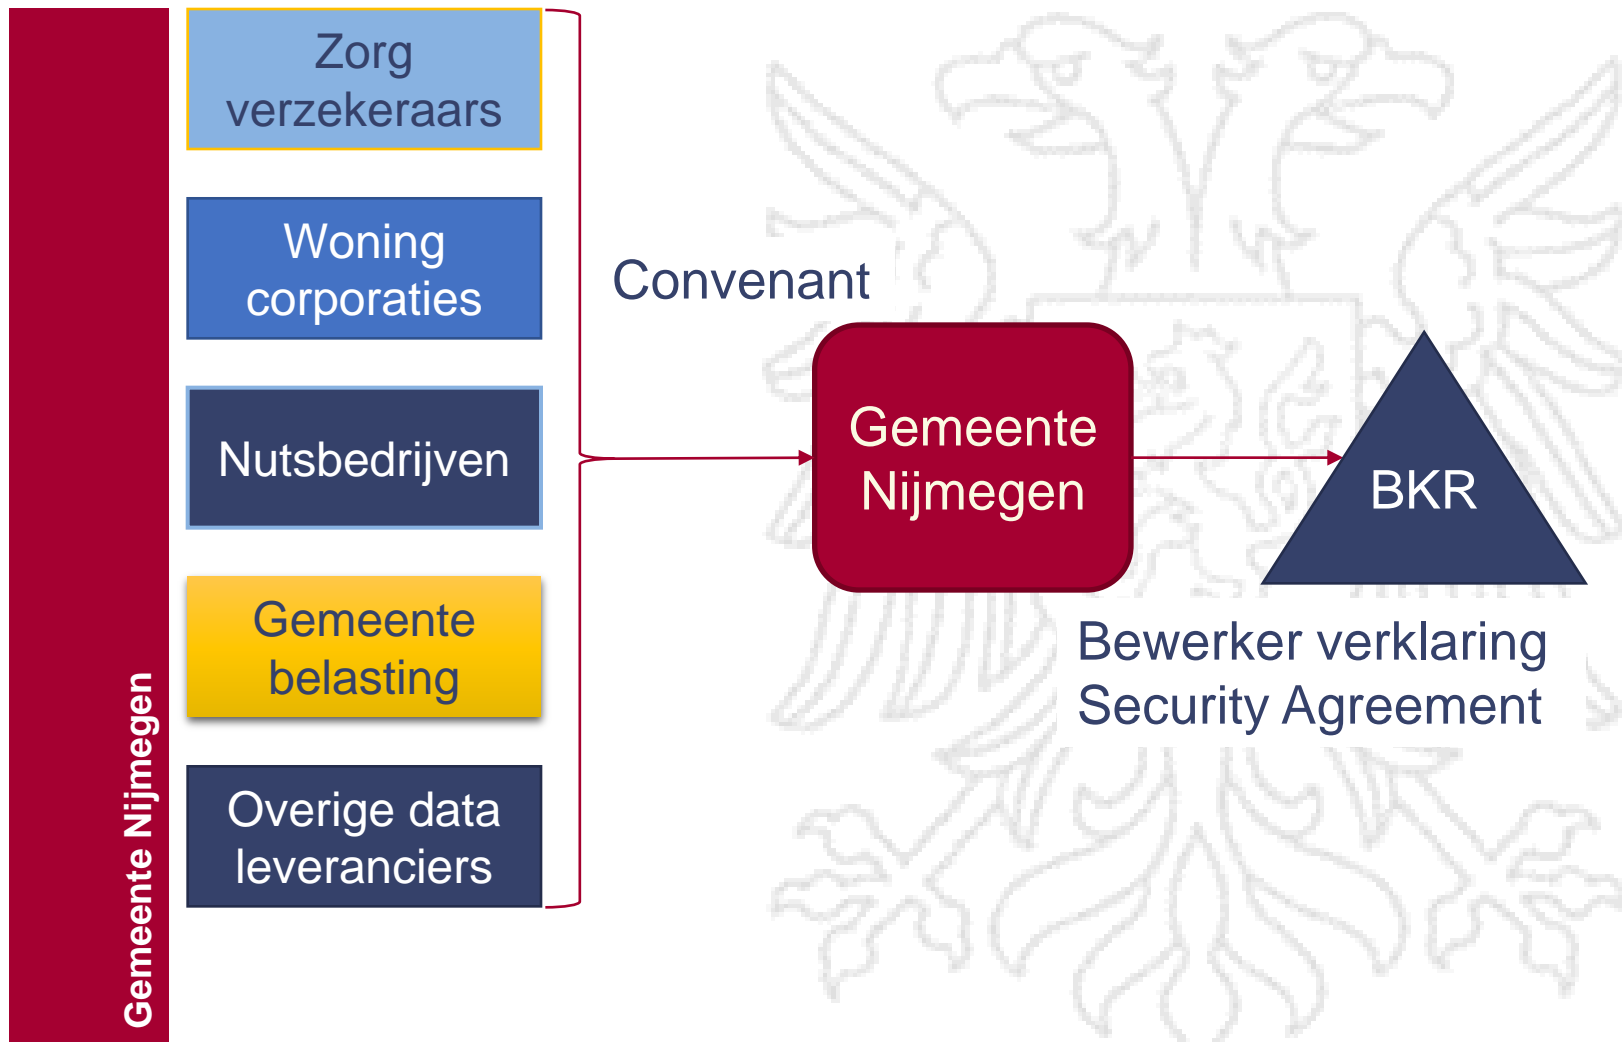 Gemeente Nijmegen
Zorg
verzekeraars
Woning
corporaties
Nutsbedrijven
Gemeente
belasting
Overige data
leveranciers
Convenant
Gemeente
Nijmegen
BKR
Bewerker verklaring
Security Agreement